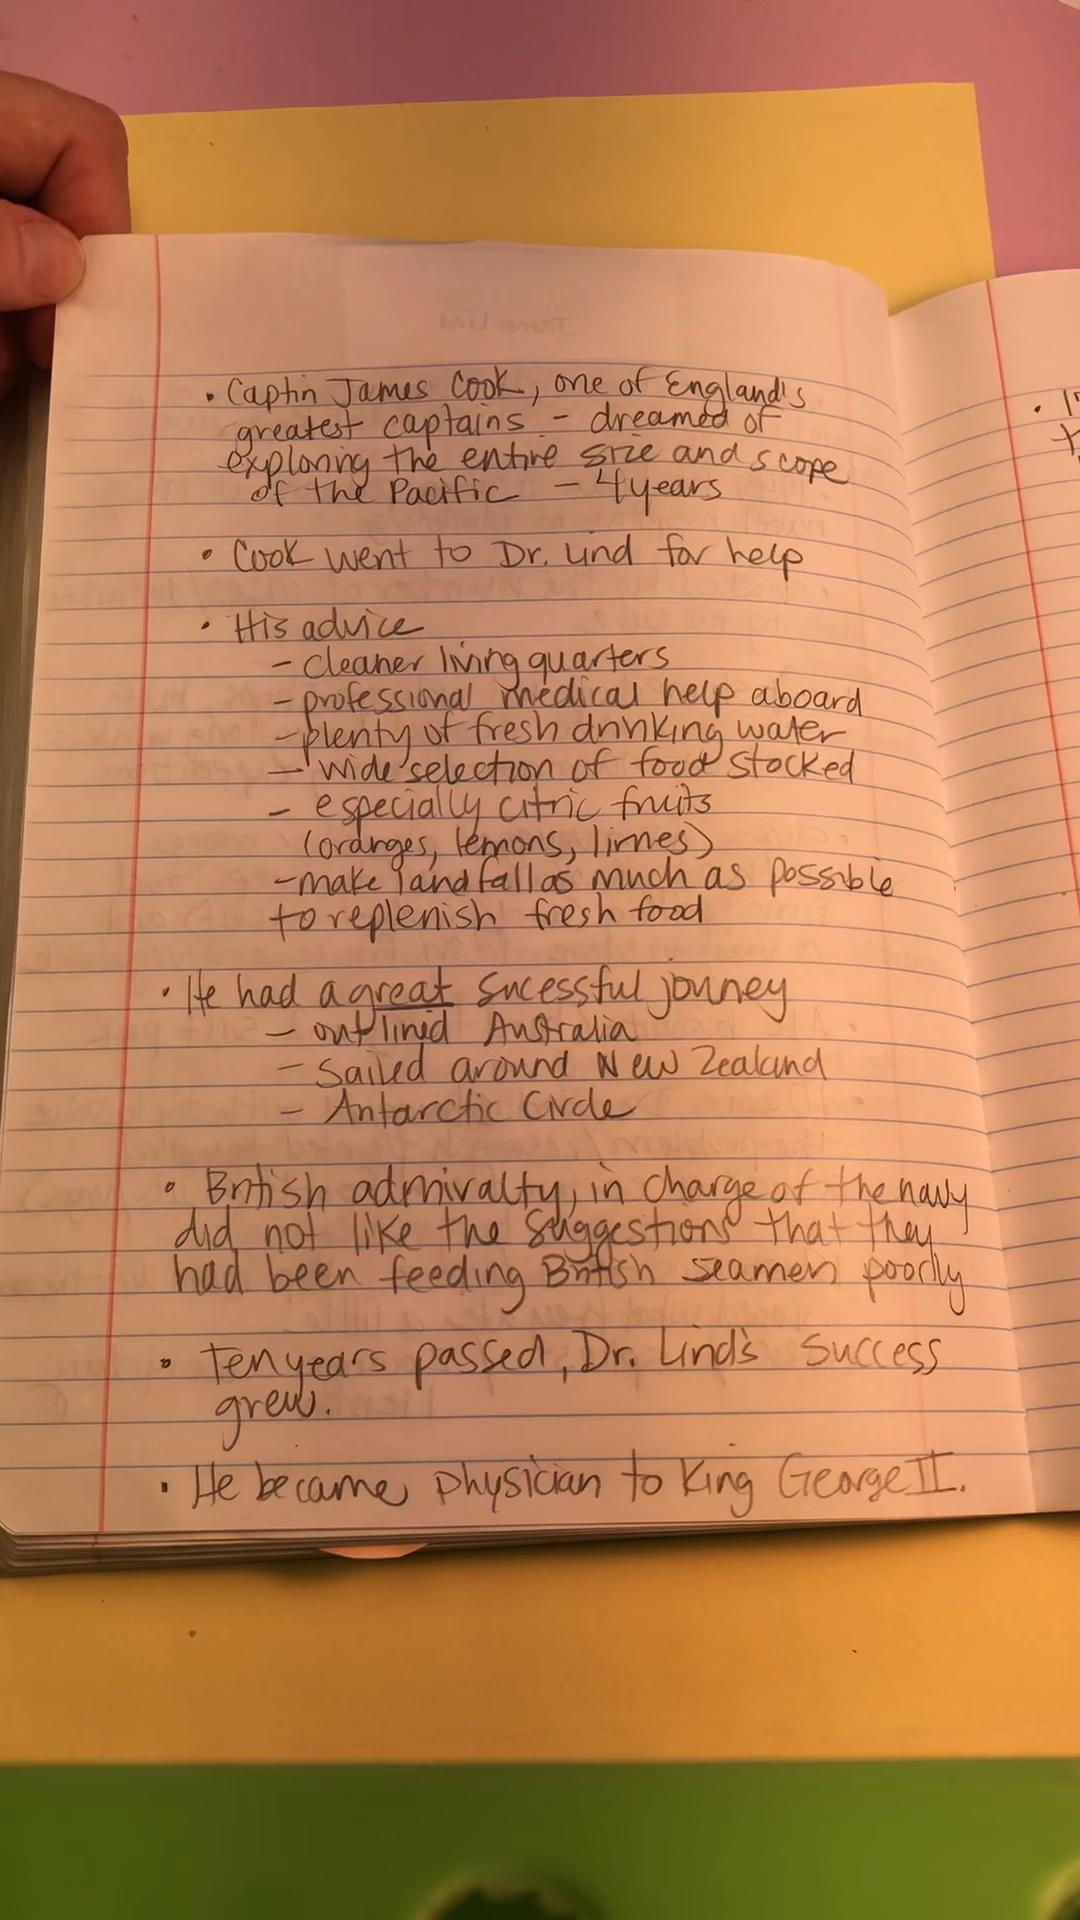 • Captin James Cook, one of England's
greatest captains - dreamed of
exploring the entire size and scope
of the Pacific - 4 years
• Cook went to Dr. Lind for help
• His advice
- cleaner living quarters
- professional medical help aboard
- plenty of fresh drinking water
- wide selection of food stocked
- especially citric fruits
(oranges, lemons, limes)
- make landfall as much as possible
to replenish fresh food
• He had a great sucessful jouney
- outlined Australia
- sailed around New Zealand
- Antarctic Circle
• British admiralty, in charge of the navy
did not like the suggestions that they
had been feeding British seamen poorly
• Ten years passed, Dr. Lind's success
grew.
• He became physician to King George II.